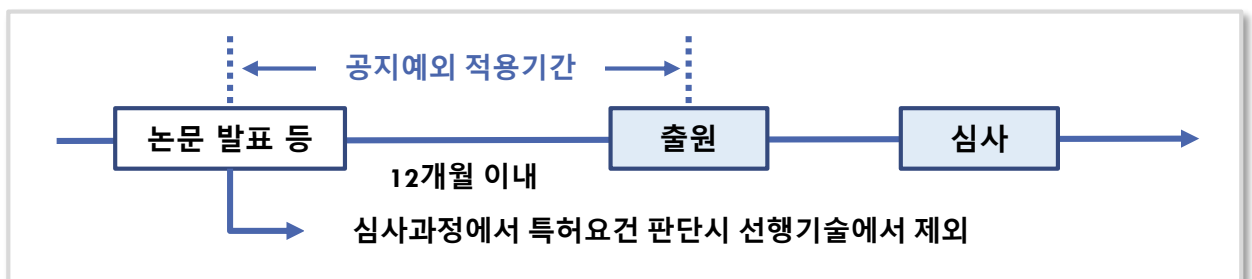 공지예외 적용기간
논문 발표 등
출원
심사
12개월 이내
심사과정에서 특허요건 판단시 선행기술에서 제외